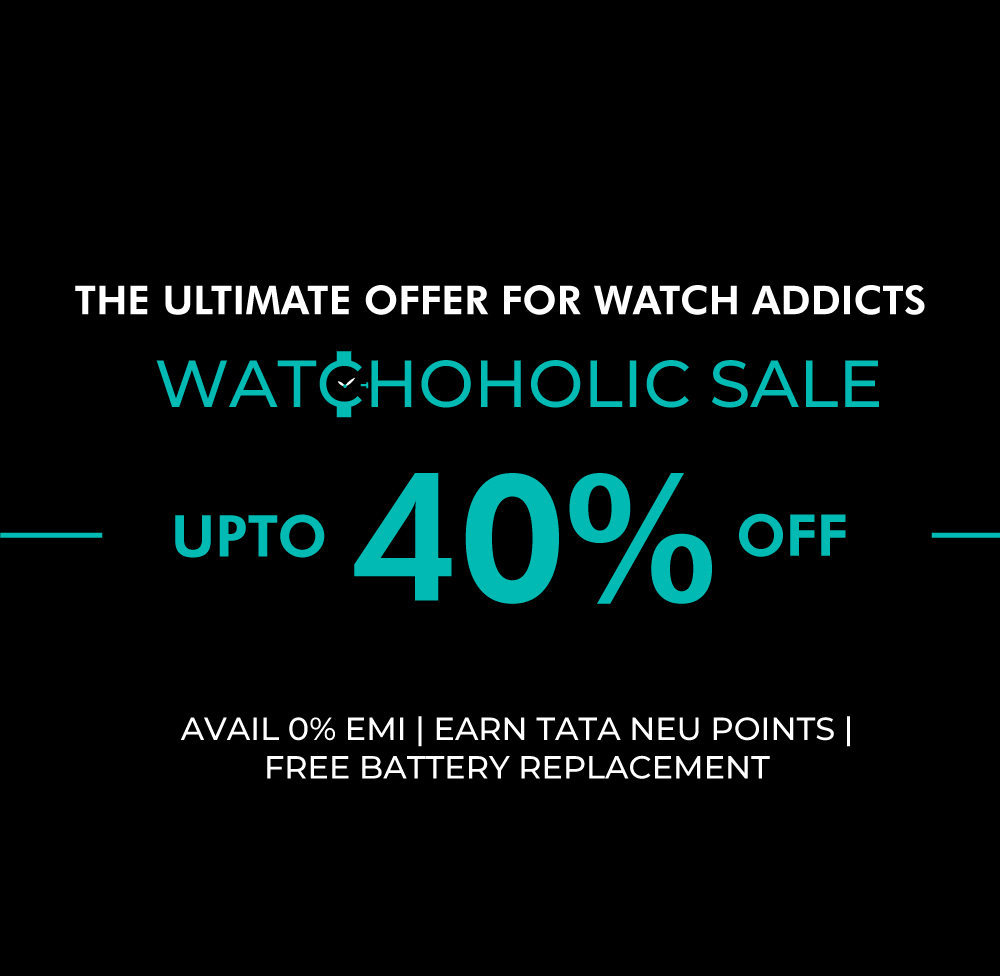 THE ULTIMATE OFFER FOR WATCH ADDICTS
WATCHOHOLIC SALE
UPTO 40% OFF
AVAIL 0% EMI | EARN TATA NEU POINTS |
FREE BATTERY REPLACEMENT